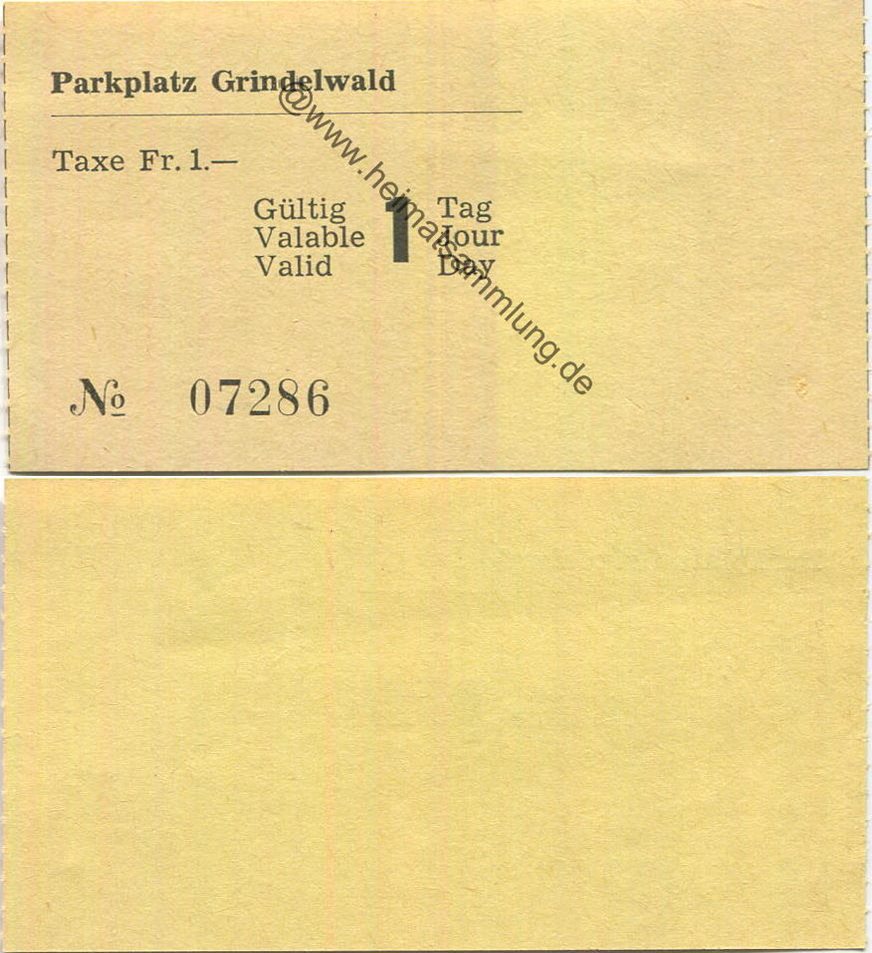 Parkplatz Grindelwald
Taxe Fr. 1.—
Gültig 1 Tag
Valable Jour
Valid Day
№ 07286
@www.heimatsammlung.de